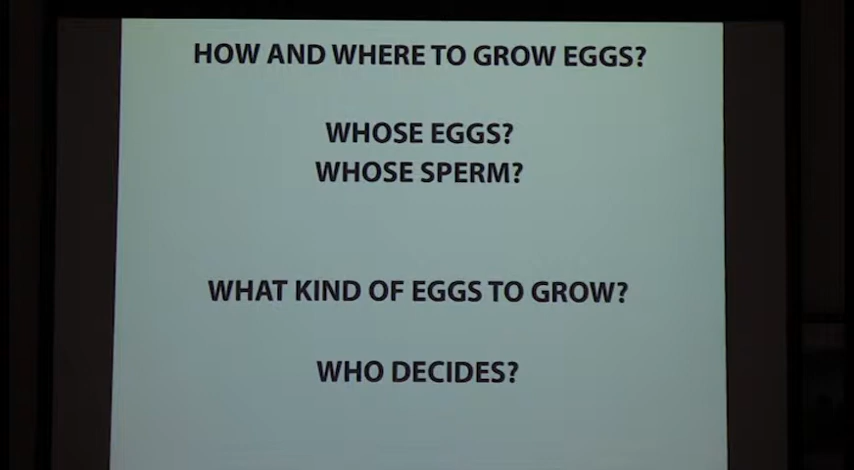 HOW AND WHERE TO GROW EGGS?
WHOSE EGGS?
WHOSE SPERM?
WHAT KIND OF EGGS TO GROW?
WHO DECIDES?